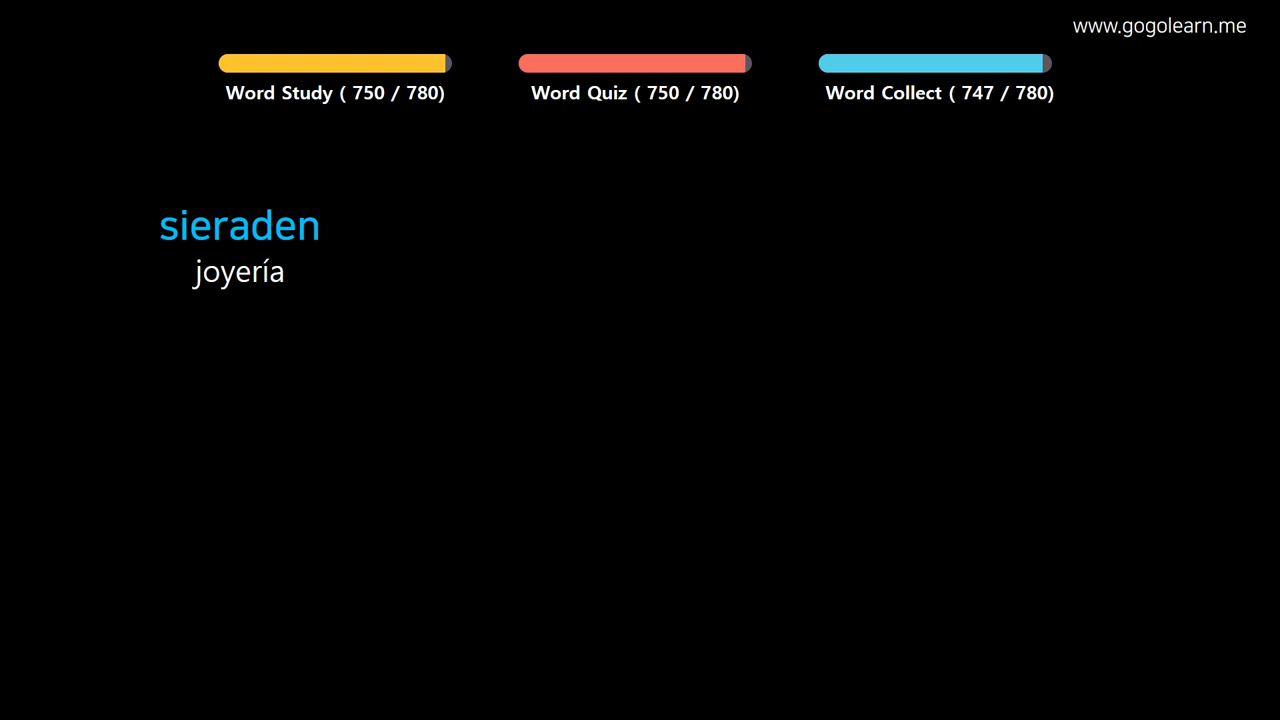 www.gogolearn.me
Word Study ( 750 / 780)
Word Quiz ( 750 / 780)
Word Collect ( 747 / 780)
sieraden
joyería